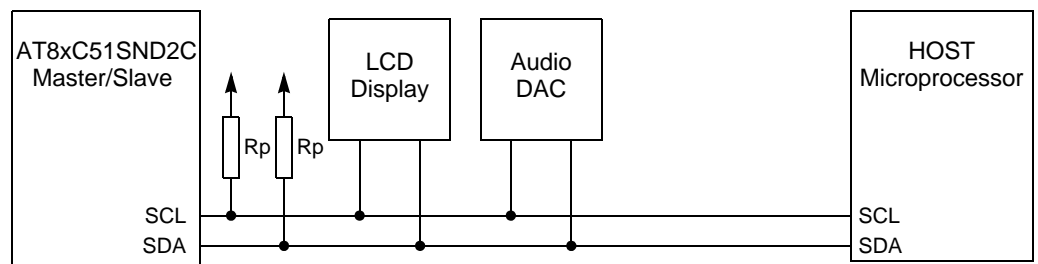 AT8xC51SND2C
Master/Slave
Rp
Rp
LCD
Display
Audio
DAC
HOST
Microprocessor
SCL
SDA
SCL
SDA